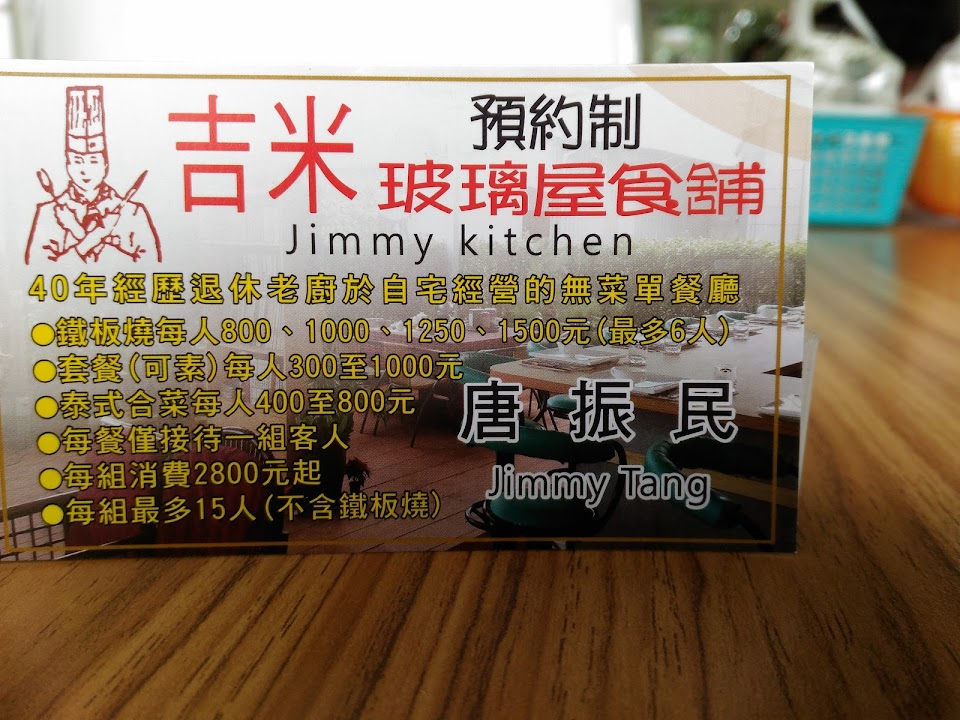 吉米
預約制
玻璃屋食舖
Jimmy kitchen
40年經歷退休老廚於自宅經營的無菜單餐廳
●鐵板燒每人800、1000、1250、1500元(最多6人)
●套餐(可素)每人300至1000元
●泰式合菜每人400至800元
●每餐僅接待一組客人
●每組消費2800元起
●每組最多15人(不含鐵板燒)
唐振民
Jimmy Tang